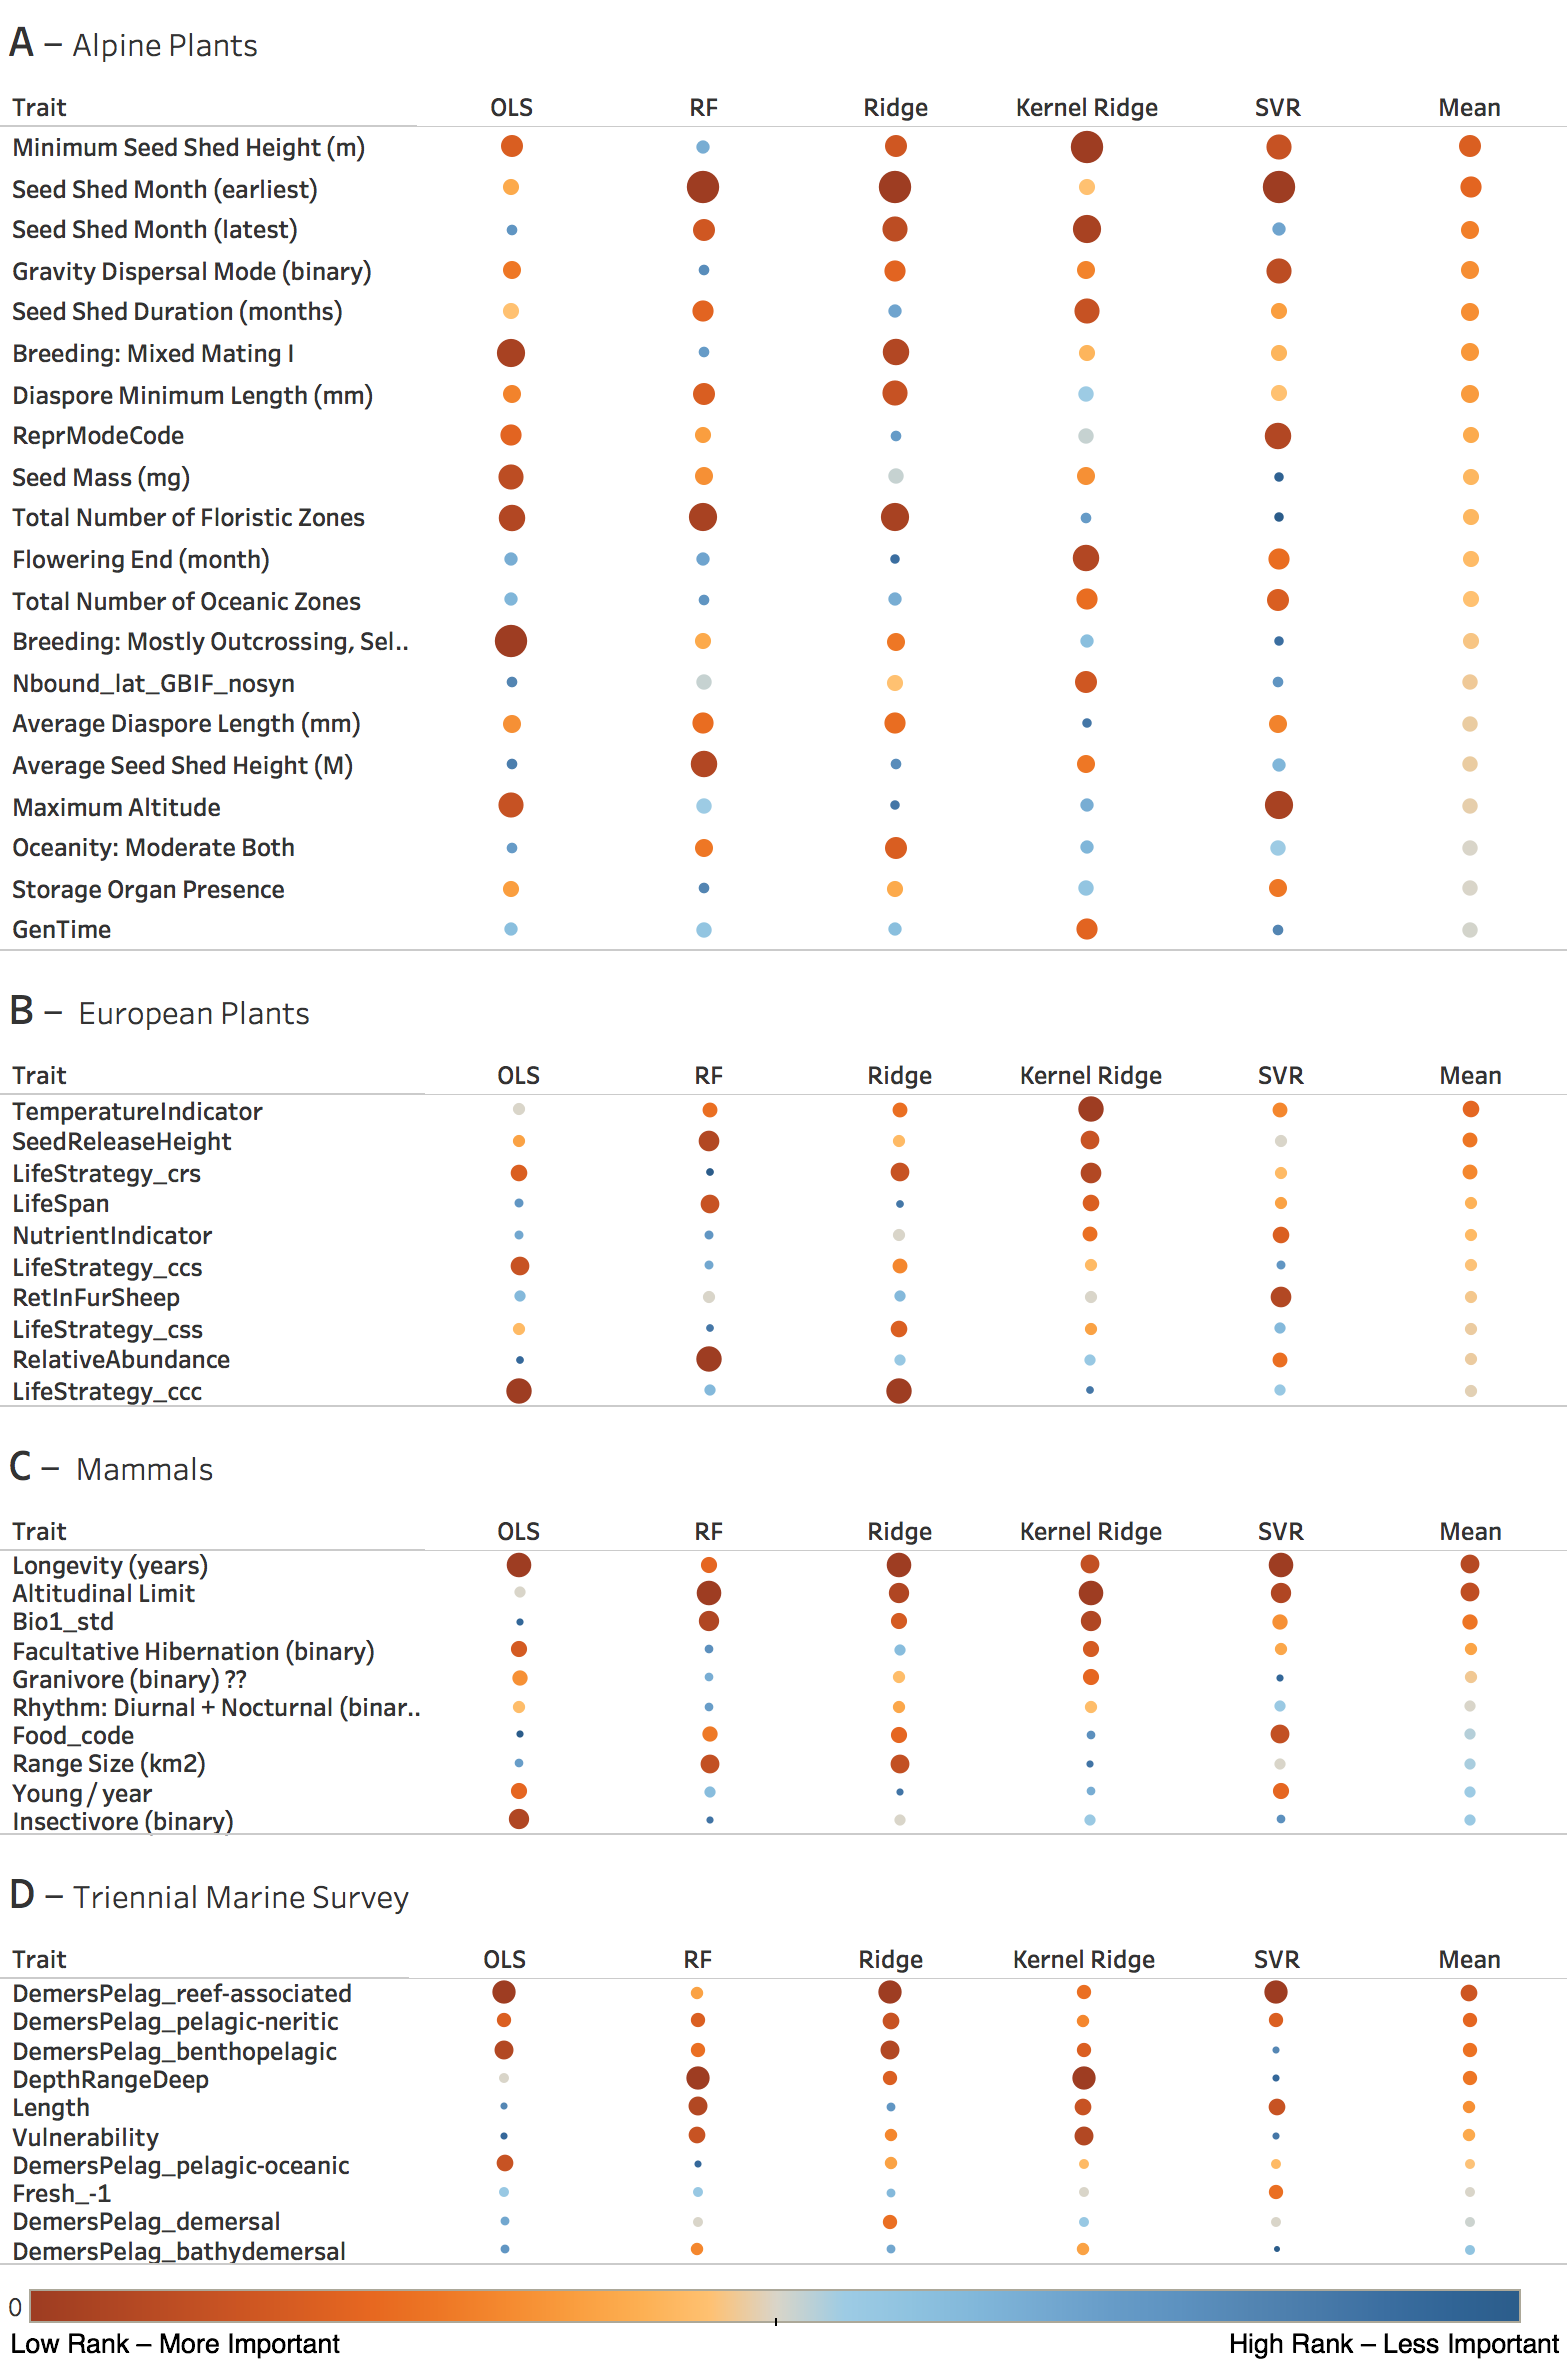 A – Alpine Plants
Trait OLS RF Ridge Kernel Ridge SVR Mean
Minimum Seed Shed Height (m)
Seed Shed Month (earliest)
Seed Shed Month (latest)
Gravity Dispersal Mode (binary)
Seed Shed Duration (months)
Breeding: Mixed Mating I
Diaspore Minimum Length (mm)
ReprModeCode
Seed Mass (mg)
Total Number of Floristic Zones
Flowering End (month)
Total Number of Oceanic Zones
Breeding: Mostly Outcrossing, Sel..
Nbound_lat_GBIF_nosyn
Average Diaspore Length (mm)
Average Seed Shed Height (M)
Maximum Altitude
Oceanity: Moderate Both
Storage Organ Presence
GenTime
B – European Plants
Trait OLS RF Ridge Kernel Ridge SVR Mean
TemperatureIndicator
SeedReleaseHeight
LifeStrategy_crs
LifeSpan
NutrientIndicator
LifeStrategy_ccs
RetInFurSheep
LifeStrategy_css
RelativeAbundance
LifeStrategy_ccc
C – Mammals
Trait OLS RF Ridge Kernel Ridge SVR Mean
Longevity (years)
Altitudinal Limit
Bio1_std
Facultative Hibernation (binary)
Granivore (binary) ??
Rhythm: Diurnal + Nocturnal (binar..
Food_code
Range Size (km2)
Young / year
Insectivore (binary)
D – Triennial Marine Survey
Trait OLS RF Ridge Kernel Ridge SVR Mean
DemersPelag_reef-associated
DemersPelag_pelagic-neritic
DemersPelag_benthopelagic
DepthRangeDeep
Length
Vulnerability
DemersPelag_pelagic-oceanic
Fresh_-1
DemersPelag_demersal
DemersPelag_bathydemersal
0
Low Rank – More Important High Rank – Less Important